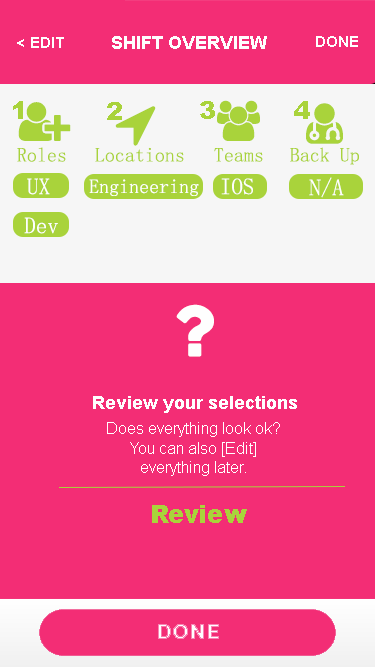 < EDIT SHIFT OVERVIEW DONE
1 2 3 4
Roles Locations Teams Back Up
UX Engineering IOS N/A
Dev
?
Review your selections
Does everything look ok?
You can also [Edit]
everything later.
Review
DONE